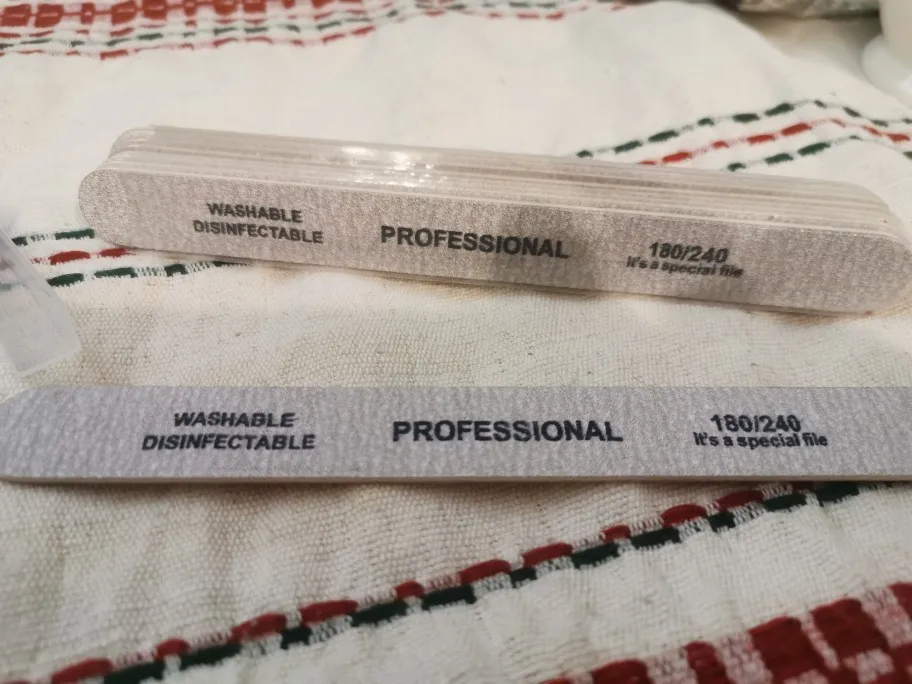 WASHABLE
DISINFECTABLE
PROFESSIONAL
180/240
It's a special file
WASHABLE
DISINFECTABLE
PROFESSIONAL
180/240
It's a special file